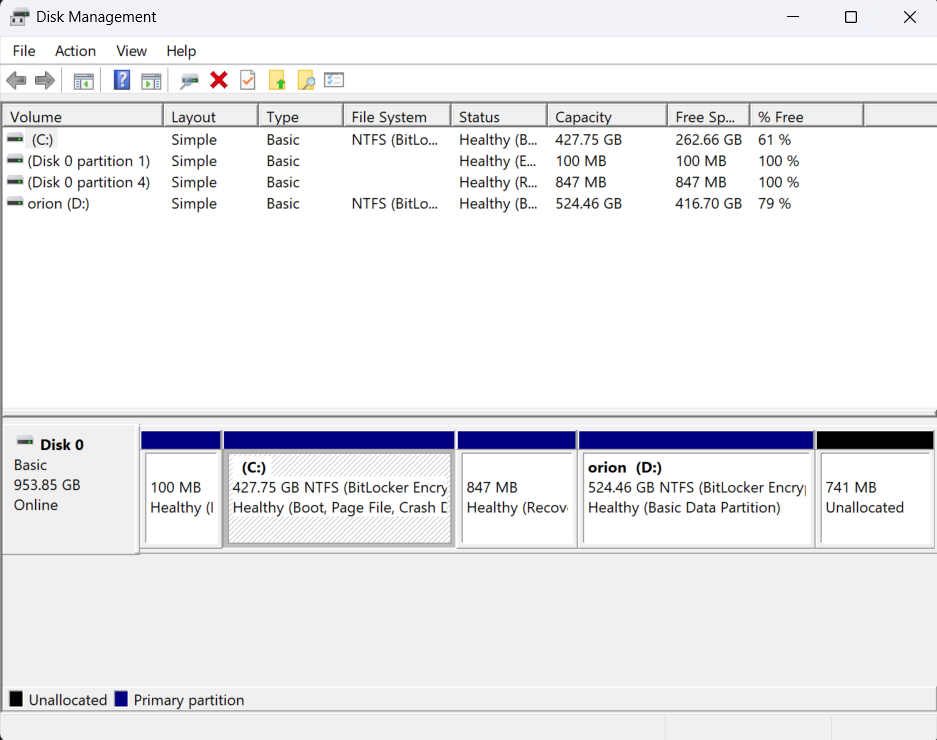 Disk Management
File Action View Help
Volume Layout Type File System Status Capacity Free Sp... % Free
(C:) Simple Basic NTFS (BitLo... Healthy (B... 427.75 GB 262.66 GB 61 %
(Disk 0 partition 1) Simple Basic Healthy (E... 100 MB 100 MB 100 %
(Disk 0 partition 4) Simple Basic Healthy (R... 847 MB 847 MB 100 %
orion (D:) Simple Basic NTFS (BitLo... Healthy (B... 524.46 GB 416.70 GB 79 %
Disk 0
Basic
953.85 GB
Online
100 MB
Healthy (
(C:)
427.75 GB NTFS (BitLocker Encry
Healthy (Boot, Page File, Crash
847 MB
Healthy (Recov
orion (D:)
524.46 GB NTFS (BitLocker Encry
Healthy (Basic Data Partition)
741 MB
Unallocated
Unallocated Primary partition